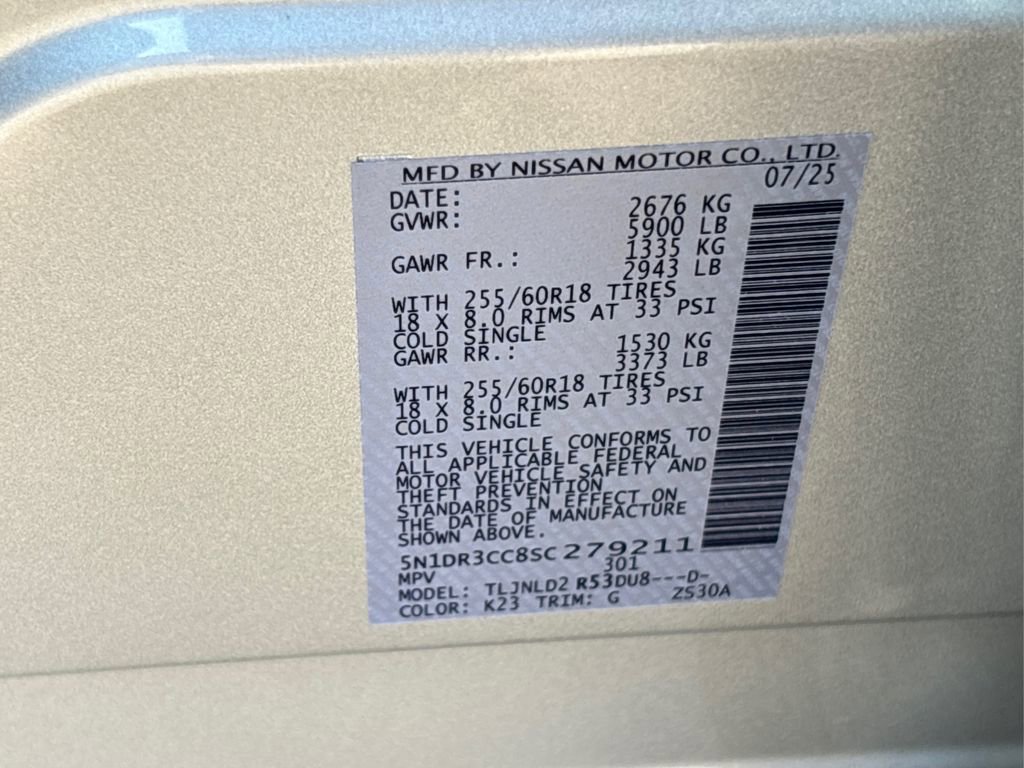 MFD BY NISSAN MOTOR CO., LTD.
DATE: 07/25
GVWR: 2676 KG
5900 LB
GAWR FR.: 1335 KG
2943 LB
WITH 255/60R18 TIRES
18 X 8.0 RIMS AT 33 PSI
COLD SINGLE
GAWR RR.: 1530 KG
3373 LB
WITH 255/60R18 TIRES
18 X 8.0 RIMS AT 33 PSI
COLD SINGLE
THIS VEHICLE CONFORMS TO
ALL APPLICABLE FEDERAL
MOTOR VEHICLE SAFETY AND
THEFT PREVENTION
STANDARDS IN EFFECT ON
THE DATE OF MANUFACTURE
SHOWN ABOVE.
5N1DR3CC8SC279211
MPV 301
MODEL: TLJNLD2 R53DU8---D-
COLOR: K23 TRIM: G ZS30A